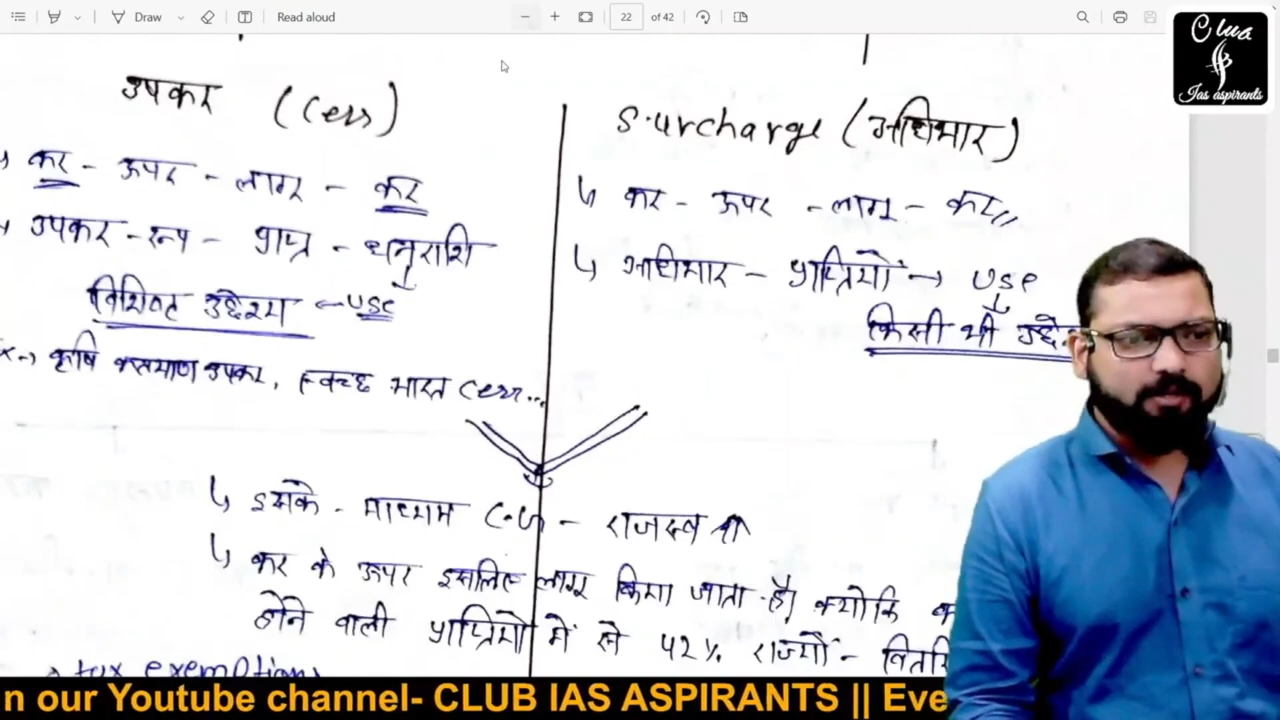 Draw
Read aloud
22 of 42
Club
Ias aspirants
उपकर (Cess)
कर - ऊपर - लागू - कर
उपकर - रूप - प्राप्त - धनराशि
विशिष्ट उद्देश्य ← use
Ex→ कृषि कल्याण उपकर, स्वच्छ भारत Cess...
Surcharge (अधिभार)
↳ कर - ऊपर - लागू - कर
↳ अधिभार - प्राप्तियों → use
किसी भी उद्दे
↳ इसके - माध्यम C.G - राजस्व
↳ कर के ऊपर इसलिए लागू किया जाता है। क्योंकि
होने वाली प्राप्तियों में से 42% राज्यों - वितरि
tax exemption
n our Youtube channel- CLUB IAS ASPIRANTS || Eve